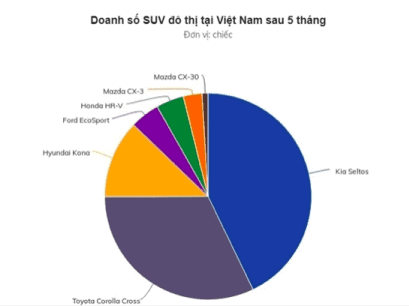 Doanh số SUV đô thị tại Việt Nam sau 5 tháng
Đơn vị: chiếc
Mazda CX-30
Mazda CX-3
Honda HR-V
Ford EcoSport
Hyundai Kona
Kia Seltos
Toyota Corolla Cross